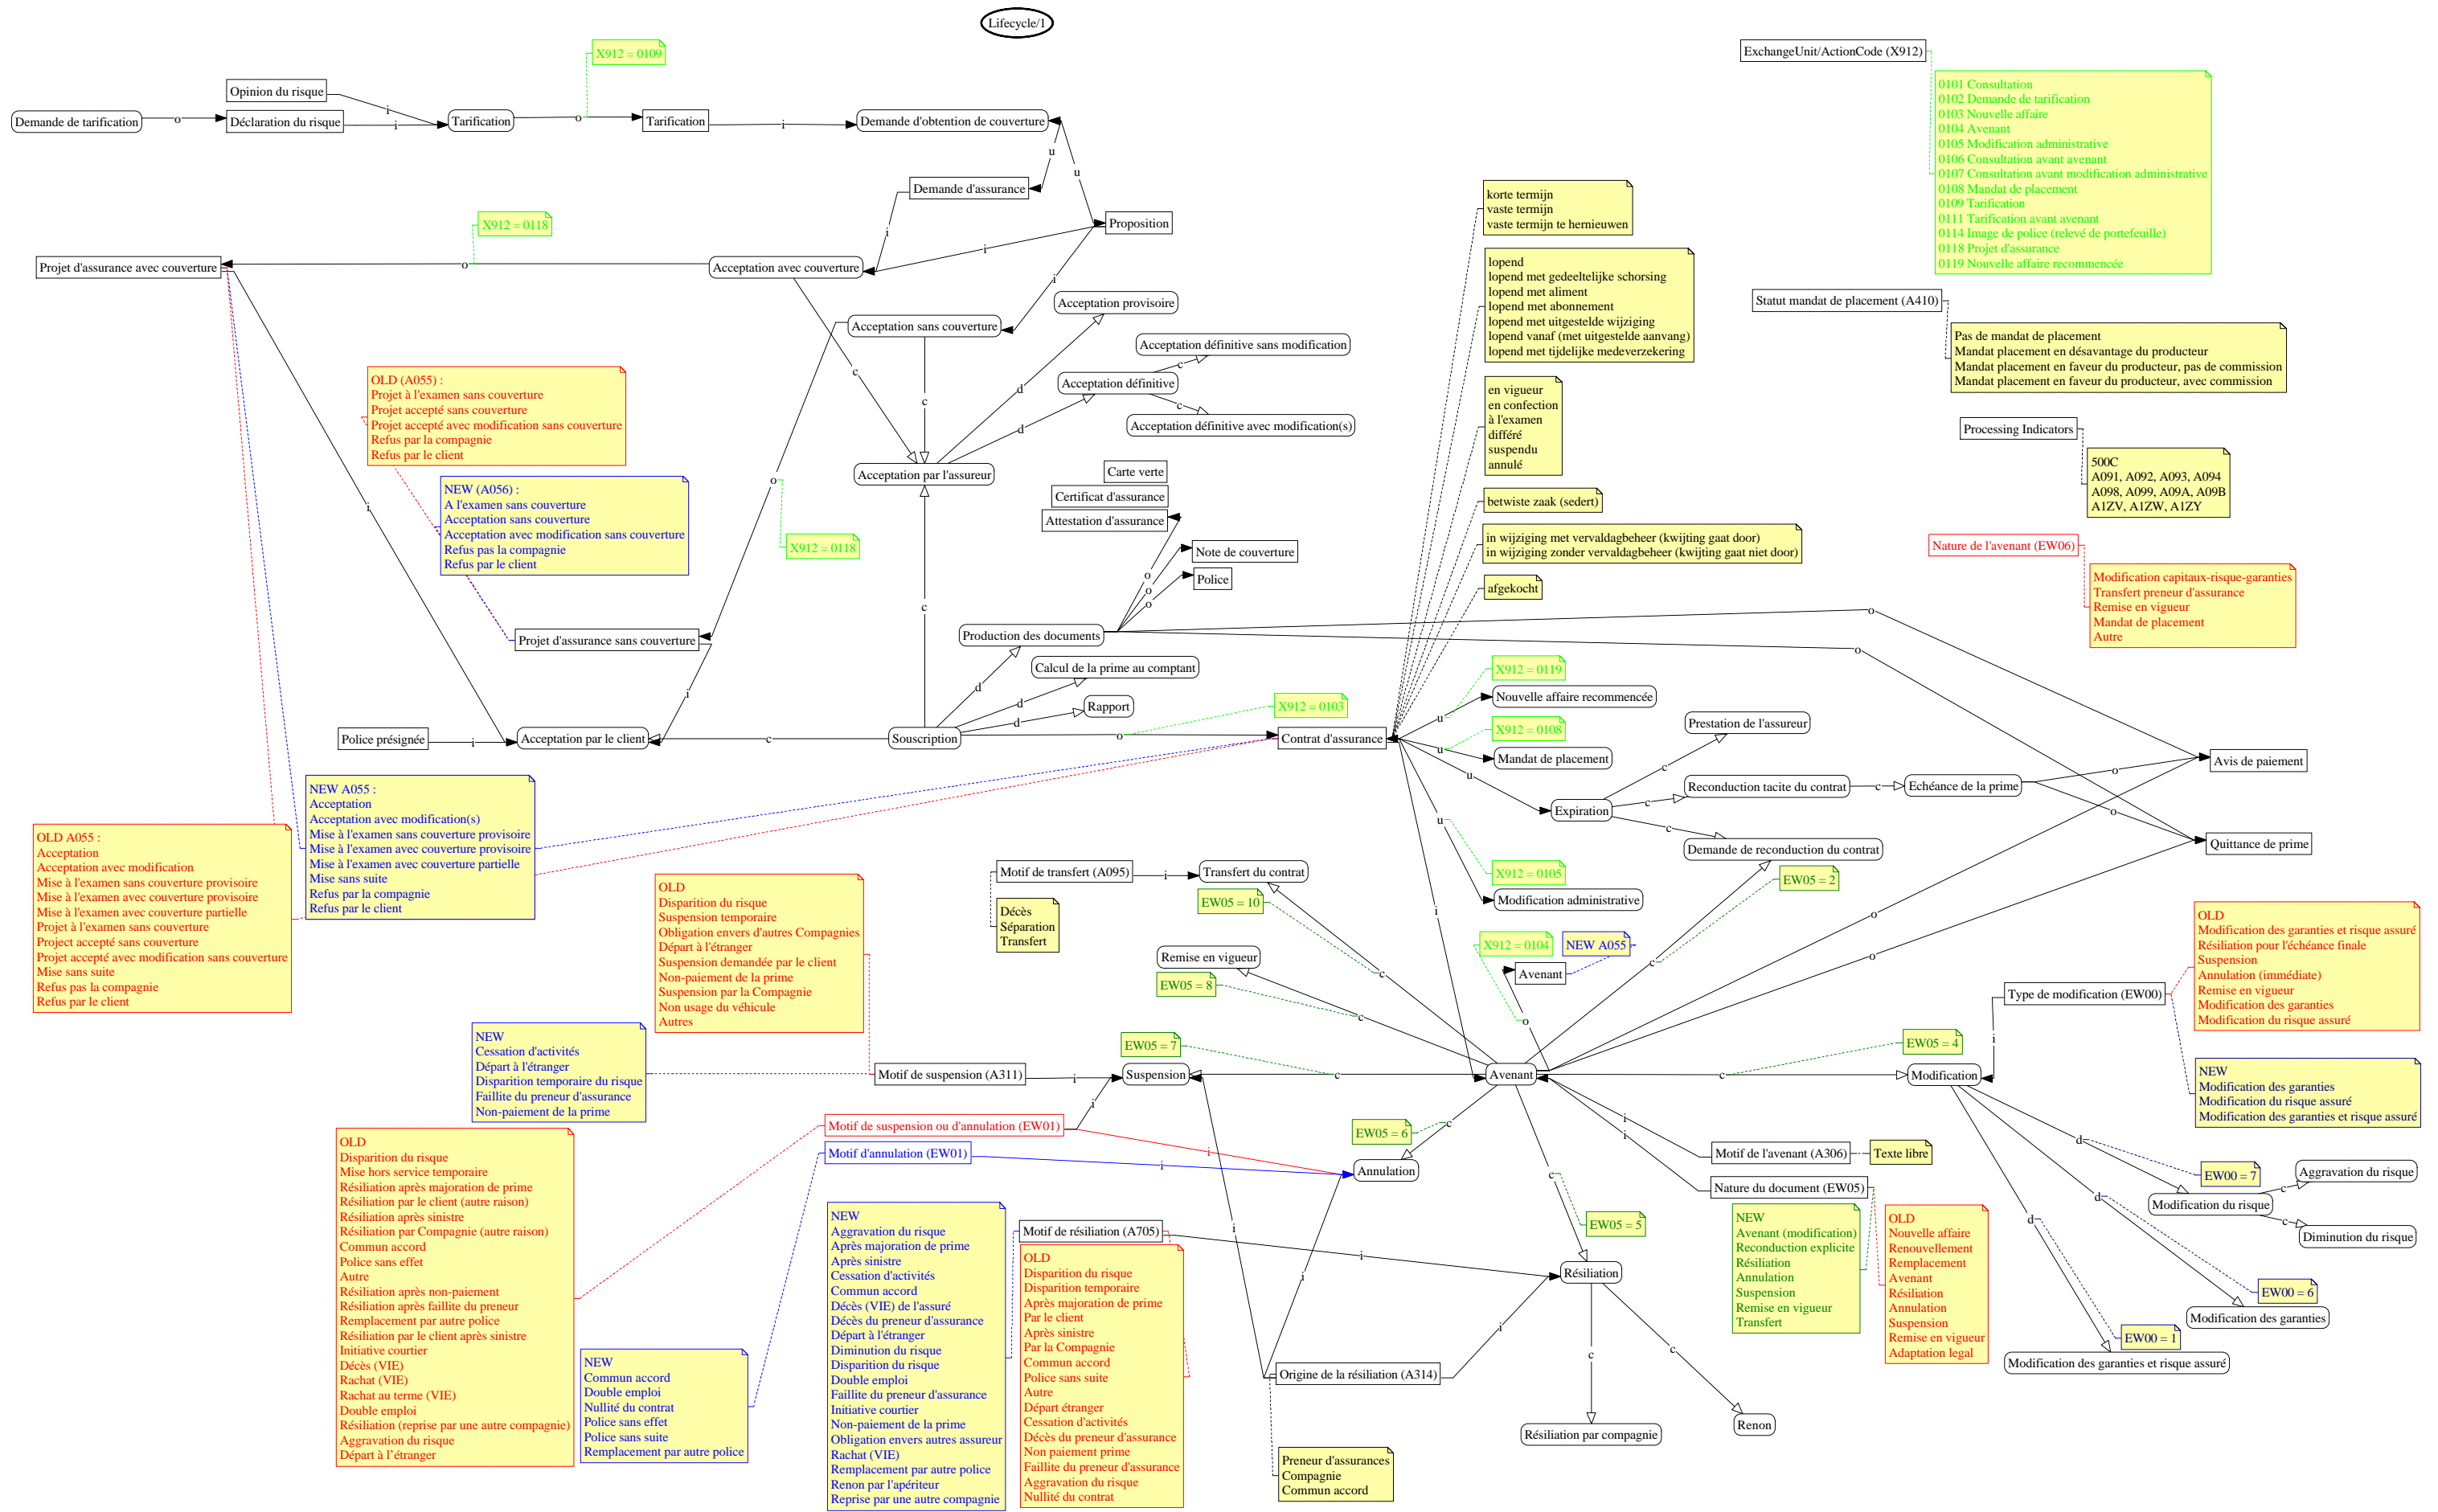 Lifecycle/1
X912 = 0109
ExchangeUnit/ActionCode (X912)
0101 Consultation
0102 Demande de tarification
0103 Nouvelle affaire
0104 Avenant
0105 Modification administrative
0106 Consultation avant avenant
0107 Consultation avant modification administrative
0108 Mandat de placement
0109 Tarification
0111 Tarification avant avenant
0114 Image de police (relevé de portefeuille)
0118 Projet d'assurance
0119 Nouvelle affaire recommencée
Opinion du risque
Demande de tarification
o
Déclaration du risque
i
i
Tarification
o
Tarification
i
Demande d'obtention de couverture
u
u
Demande d'assurance
Proposition
i
i
i
X912 = 0118
Projet d'assurance avec couverture
o
Acceptation avec couverture
Acceptation provisoire
Acceptation sans couverture
Acceptation définitive sans modification
c
Acceptation définitive
c
Acceptation définitive avec modification(s)
c
c
d
d
Acceptation par l'assureur
korte termijn
vaste termijn
vaste termijn te hernieuwen
lopend
lopend met gedeeltelijke schorsing
lopend met aliment
lopend met abonnement
lopend met uitgestelde wijziging
lopend vanaf (met uitgestelde aanvang)
lopend met tijdelijke medeverzekering
en vigueur
en confection
à l'examen
différé
suspendu
annulé
betwiste zaak (sedert)
in wijziging met vervaldagbeheer (kwijting gaat door)
in wijziging zonder vervaldagbeheer (kwijting gaat niet door)
afgekocht
Statut mandat de placement (A410)
Pas de mandat de placement
Mandat placement en désavantage du producteur
Mandat placement en faveur du producteur, pas de commission
Mandat placement en faveur du producteur, avec commission
Processing Indicators
500C
A091, A092, A093, A094
A098, A099, A09A, A09B
A1ZV, A1ZW, A1ZY
Nature de l'avenant (EW06)
Modification capitaux-risque-garanties
Transfert preneur d'assurance
Remise en vigueur
Mandat de placement
Autre
OLD (A055) :
Projet à l'examen sans couverture
Projet accepté sans couverture
Projet accepté avec modification sans couverture
Refus par la compagnie
Refus par le client
NEW (A056) :
A l'examen sans couverture
Acceptation sans couverture
Acceptation avec modification sans couverture
Refus pas la compagnie
Refus par le client
i
o
X912 = 0118
Carte verte
Certificat d'assurance
Attestation d'assurance
Note de couverture
Police
o
o
o
c
Projet d'assurance sans couverture
i
Production des documents
o
o
Calcul de la prime au comptant
d
d
d
Rapport
Police présignée
i
Acceptation par le client
c
Souscription
o
X912 = 0103
Contrat d'assurance
X912 = 0119
Nouvelle affaire recommencée
u
X912 = 0108
u
Mandat de placement
u
Expiration
Prestation de l'assureur
c
c
Reconduction tacite du contrat
c
Echéance de la prime
o
o
Avis de paiement
Quittance de prime
c
Demande de reconduction du contrat
u
X912 = 0105
Modification administrative
i
EW05 = 2
NEW A055 :
Acceptation
Acceptation avec modification(s)
Mise à l'examen sans couverture provisoire
Mise à l'examen avec couverture provisoire
Mise à l'examen avec couverture partielle
Mise sans suite
Refus par la compagnie
Refus par le client
OLD A055 :
Acceptation
Acceptation avec modification
Mise à l'examen sans couverture provisoire
Mise à l'examen avec couverture provisoire
Mise à l'examen avec couverture partielle
Projet à l'examen sans couverture
Project accepté sans couverture
Projet accepté avec modification sans couverture
Mise sans suite
Refus pas la compagnie
Refus par le client
OLD
Disparition du risque
Suspension temporaire
Obligation envers d'autres Compagnies
Départ à l'étranger
Suspension demandée par le client
Non-paiement de la prime
Suspension par la Compagnie
Non usage du véhicule
Autres
Motif de transfert (A095)
i
Transfert du contrat
EW05 = 10
Décès
Séparation
Transfert
Remise en vigueur
EW05 = 8
c
c
c
X912 = 0104
NEW A055
Avenant
o
o
o
NEW
Cessation d'activités
Départ à l'étranger
Disparition temporaire du risque
Faillite du preneur d'assurance
Non-paiement de la prime
Motif de suspension (A311)
i
i
EW05 = 7
Suspension
c
Avenant
c
EW05 = 4
Modification
i
Type de modification (EW00)
OLD
Modification des garanties et risque assuré
Résiliation pour l'échéance finale
Suspension
Annulation (immédiate)
Remise en vigueur
Modification des garanties
Modification du risque assuré
NEW
Modification des garanties
Modification du risque assuré
Modification des garanties et risque assuré
Motif de suspension ou d'annulation (EW01)
i
Motif d'annulation (EW01)
i
EW05 = 6
c
Annulation
OLD
Disparition du risque
Mise hors service temporaire
Résiliation après majoration de prime
Résiliation par le client (autre raison)
Résiliation après sinistre
Résiliation par Compagnie (autre raison)
Commun accord
Police sans effet
Autre
Résiliation après non-paiement
Résiliation après faillite du preneur
Remplacement par autre police
Résiliation par le client après sinistre
Initiative courtier
Décès (VIE)
Rachat (VIE)
Rachat au terme (VIE)
Double emploi
Résiliation (reprise par une autre compagnie)
Aggravation du risque
Départ à l'étranger
NEW
Commun accord
Double emploi
Nullité du contrat
Police sans effet
Police sans suite
Remplacement par autre police
NEW
Aggravation du risque
Après majoration de prime
Après sinistre
Cessation d'activités
Commun accord
Décès (VIE) de l'assuré
Décès du preneur d'assurance
Départ à l'étranger
Diminution du risque
Disparition du risque
Double emploi
Faillite du preneur d'assurance
Initiative courtier
Non-paiement de la prime
Obligation envers autres assureur
Rachat (VIE)
Remplacement par autre police
Renon par l'apériteur
Reprise par une autre compagnie
Motif de résiliation (A705)
OLD
Disparition du risque
Disparition temporaire
Après majoration de prime
Par le client
Après sinistre
Par la Compagnie
Commun accord
Police sans suite
Autre
Départ étranger
Cessation d'activités
Décès du preneur d'assurance
Non paiement prime
Faillite du preneur d'assurance
Aggravation du risque
Nullité du contrat
i
i
i
i
Origine de la résiliation (A314)
Preneur d'assurances
Compagnie
Commun accord
c
EW05 = 5
Résiliation
c
c
Résiliation par compagnie
Renon
i
i
Motif de l'avenant (A306)
Texte libre
Nature du document (EW05)
NEW
Avenant (modification)
Reconduction explicite
Résiliation
Annulation
Suspension
Remise en vigueur
Transfert
OLD
Nouvelle affaire
Renouvellement
Remplacement
Avenant
Résiliation
Annulation
Suspension
Remise en vigueur
Adaptation legal
d
d
d
EW00 = 7
Modification du risque
c
Aggravation du risque
c
Diminution du risque
EW00 = 6
Modification des garanties
EW00 = 1
Modification des garanties et risque assuré